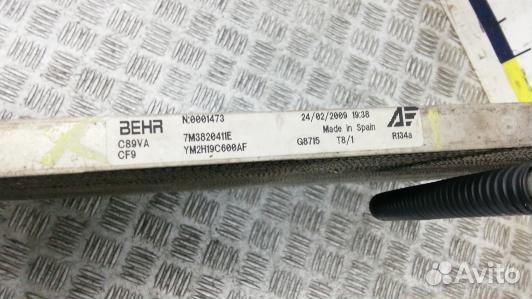 BEHR N:0001473 24/02/2009 19:38
C89VA 7M3820411E Made in Spain
CF9 YM2H19C600AF G8715 T8/1 R134a
Avito